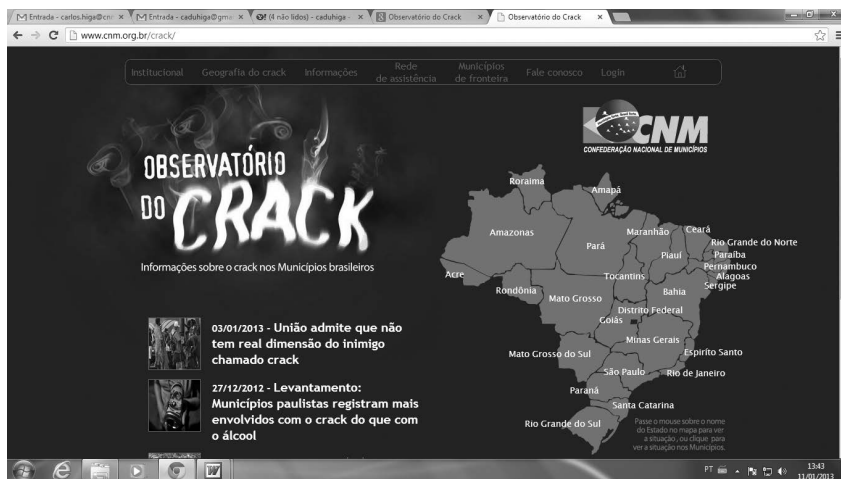 Entrada - carlos.higa@cn
Entrada - caduhiga@gma
(4 não lidos) - caduhiga -
Observatório do Crack
Observatório do Crack
www.cnm.org.br/crack/
Institucional
Geografia do crack
Informações
Rede
de assistência
Municípios
de fronteira
Fale conosco
Login
OBSERVATÓRIO
DO CRACK
Informações sobre o crack nos Municípios brasileiros
CNM
CONFEDERAÇÃO NACIONAL DE MUNICÍPIOS
Roraima
Amapá
Amazonas
Pará
Maranhão
Ceará
Rio Grande do Norte
Piauí
Paraíba
Pernambuco
Acre
Tocantins
Alagoas
Sergipe
Rondônia
Mato Grosso
Bahia
Distrito Federal
Goiás
Minas Gerais
Mato Grosso do Sul
Espiríto Santo
São Paulo
Rio de Janeiro
Paraná
Santa Catarina
Rio Grande do Sul
Passe o mouse sobre o nome
do Estado no mapa para ver
a situação, ou clique para
ver a situação nos Municípios.
03/01/2013 - União admite que não
tem real dimensão do inimigo
chamado crack
27/12/2012 - Levantamento:
Municípios paulistas registram mais
envolvidos com o crack do que com
o álcool
PT
13:43
11/01/2013